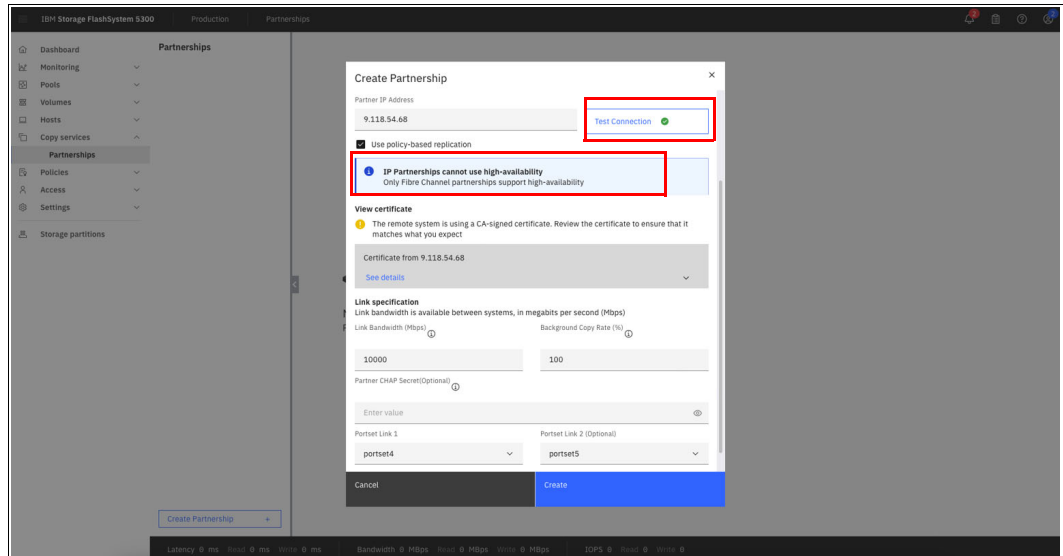 IBM Storage FlashSystem 5300 Production Partnerships
Dashboard
Monitoring
Pools
Volumes
Hosts
Copy services
Partnerships
Policies
Access
Settings
Storage partitions
Partnerships
Create Partnership +
Create Partnership
Partner IP Address
9.118.54.68
Test Connection
Use policy-based replication
IP Partnerships cannot use high-availability
Only Fibre Channel partnerships support high-availability
View certificate
The remote system is using a CA-signed certificate. Review the certificate to ensure that it
matches what you expect
Certificate from 9.118.54.68
See details
Link specification
Link bandwidth is available between systems, in megabits per second (Mbps)
Link Bandwidth (Mbps) Background Copy Rate (%)
10000 100
Partner CHAP Secret(Optional)
Enter value
Portset Link 1 Portset Link 2 (Optional)
portset4 portset5
Cancel Create
Latency 0 ms Read 0 ms Write 0 ms Bandwidth 0 MBps Read 0 MBps Write 0 MBps IOPS 0 Read 0 Write 0